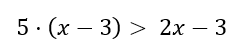 5 · (x − 3) > 2x − 3